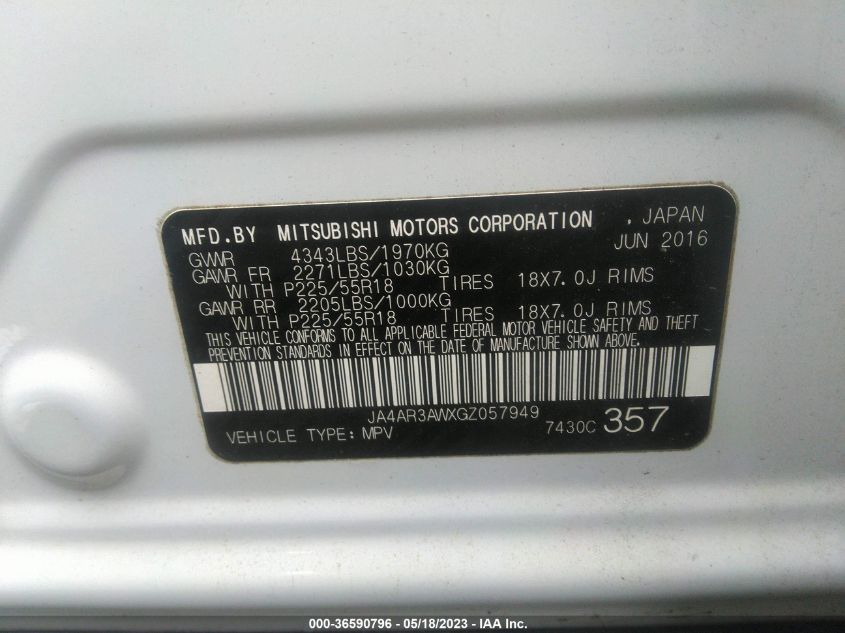 MFD.BY MITSUBISHI MOTORS CORPORATION , JAPAN
GVWR 4343LBS/1970KG JUN 2016
GAWR FR 2271LBS/1030KG
WITH P225/55R18 TIRES 18X7.0J RIMS
GAWR RR 2205LBS/1000KG
WITH P225/55R18 TIRES 18X7.0J RIMS
THIS VEHICLE CONFORMS TO ALL APPLICABLE FEDERAL MOTOR VEHICLE SAFETY AND THEFT
PREVENTION STANDARDS IN EFFECT ON THE DATE OF MANUFACTURE SHOWN ABOVE.
JA4AR3AWXGZ057949
VEHICLE TYPE: MPV 7430C 357
000-36590796 - 05/18/2023 - IAA Inc.